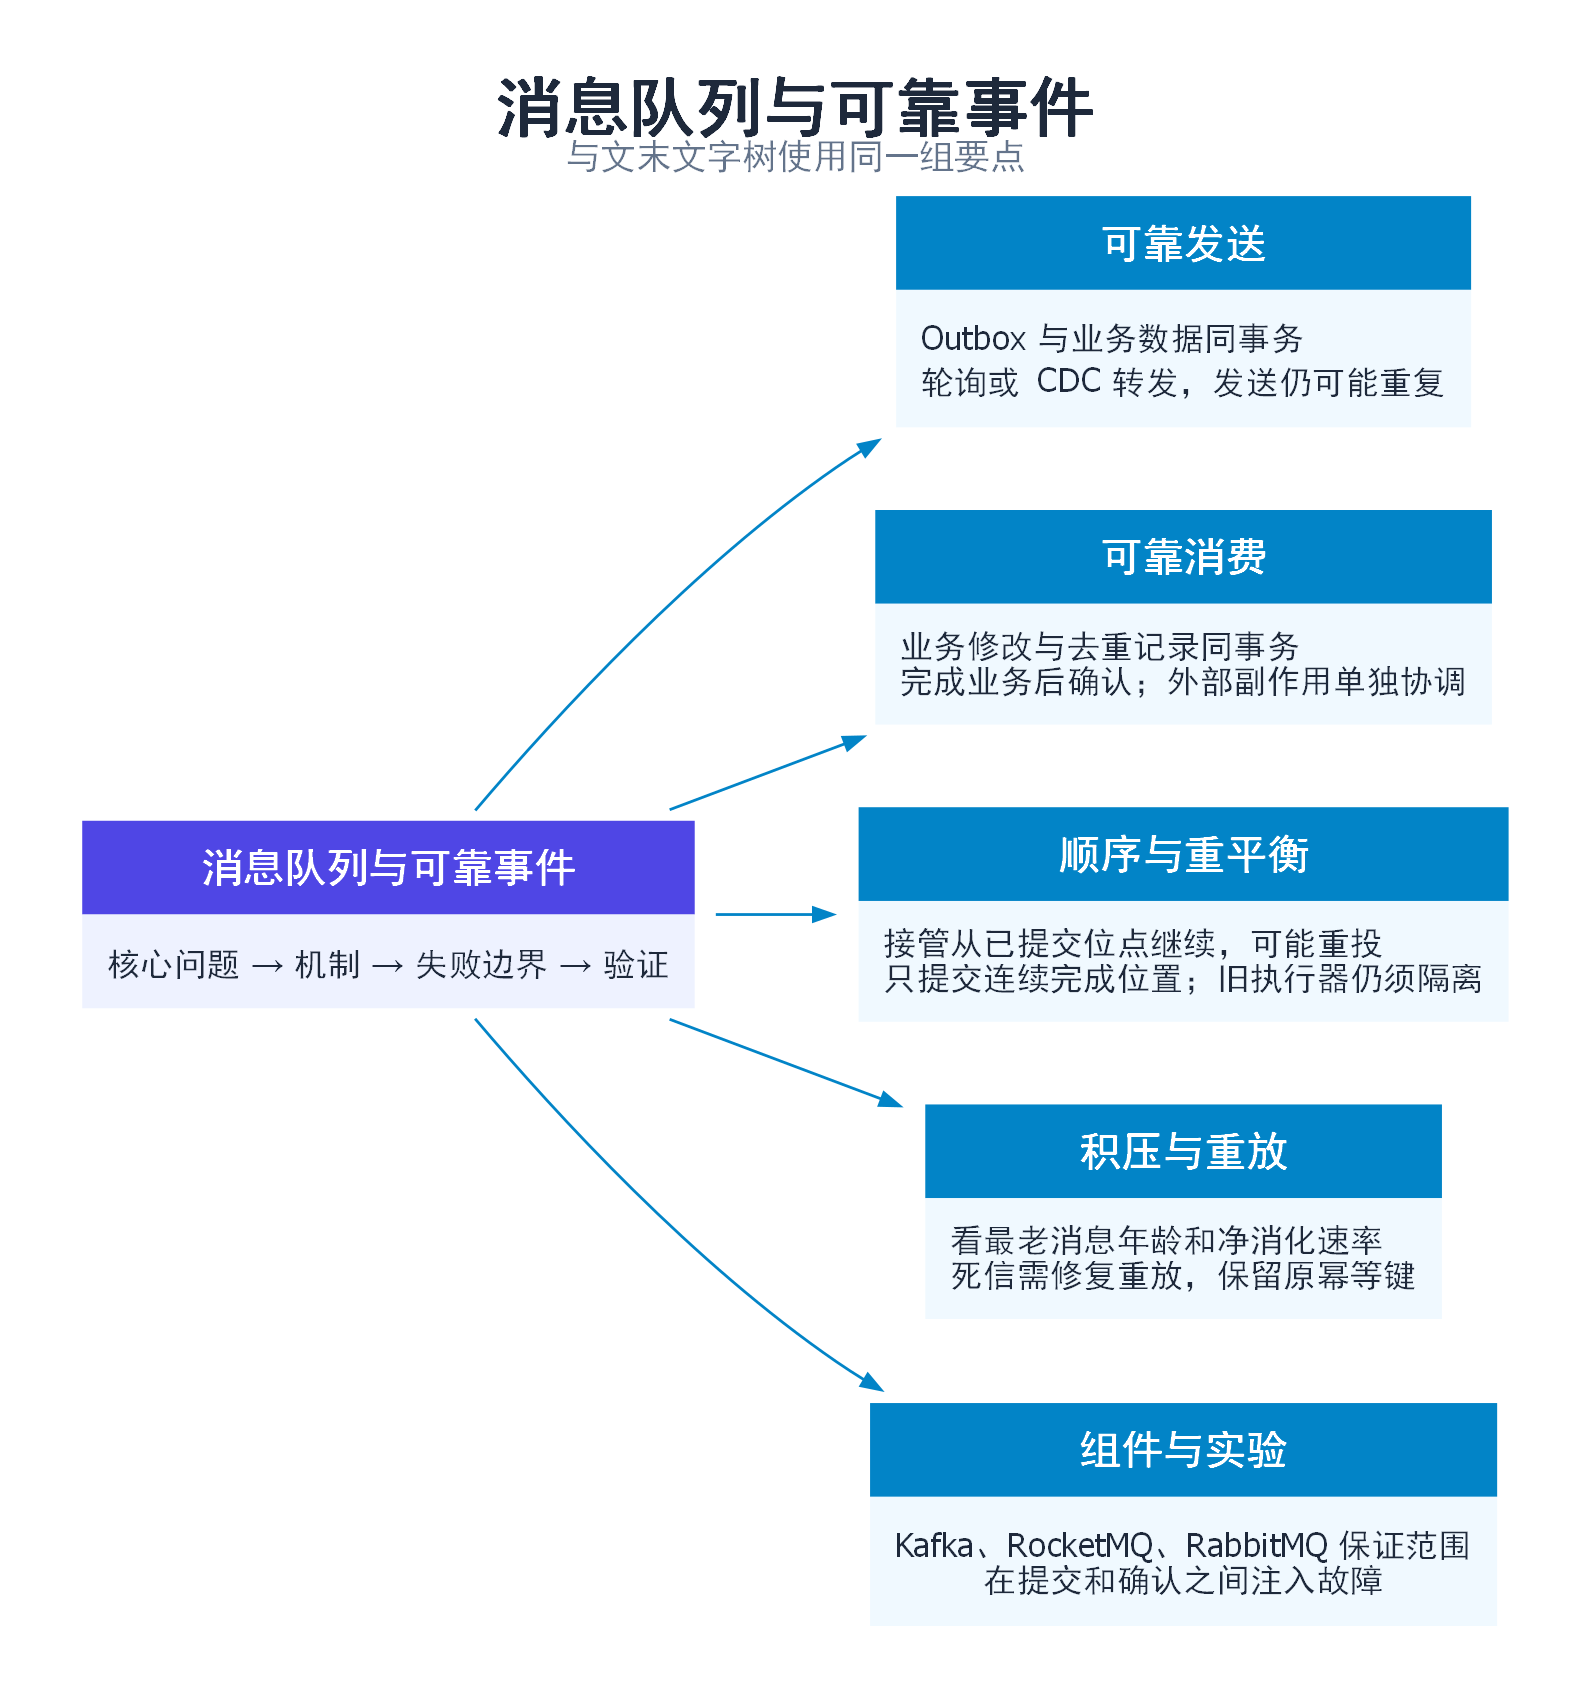 消息队列与可靠事件
与文末文字树使用同一组要点
可靠发送
Outbox 与业务数据同事务
轮询或 CDC 转发，发送仍可能重复
可靠消费
业务修改与去重记录同事务
完成业务后确认；外部副作用单独协调
消息队列与可靠事件
核心问题 → 机制 → 失败边界 → 验证
顺序与重平衡
接管从已提交位点继续，可能重投
只提交连续完成位置；旧执行器仍须隔离
积压与重放
看最老消息年龄和净消化速率
死信需修复重放，保留原幂等键
组件与实验
Kafka、RocketMQ、RabbitMQ 保证范围
在提交和确认之间注入故障